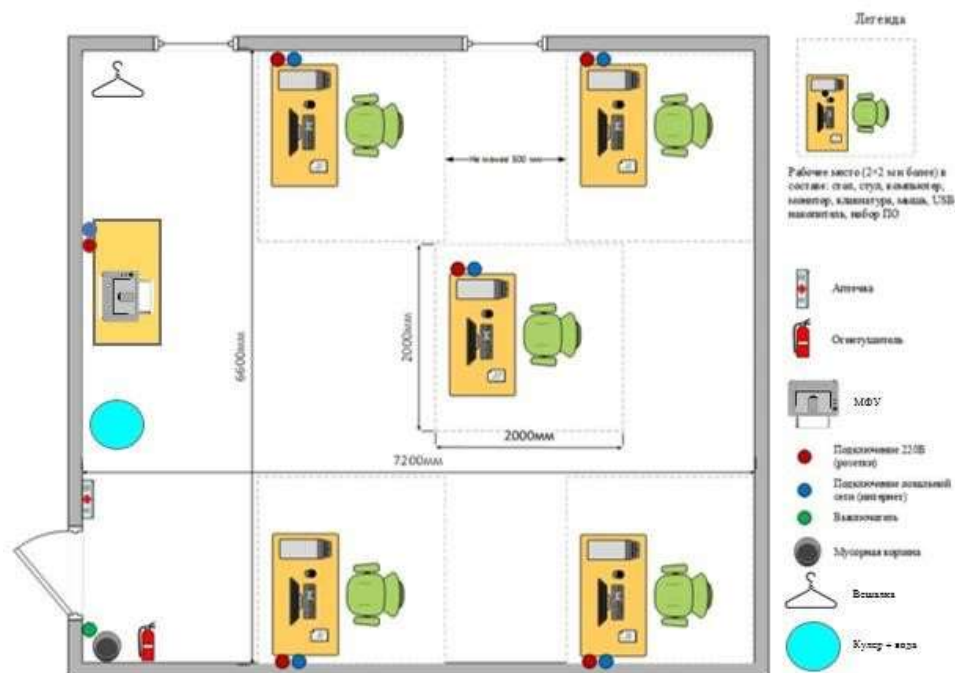 Легенда
Рабочее место (2×2 м и более) в
составе: стол, стул, компьютер,
монитор, клавиатура, мышь, USB
накопитель, набор ПО
Не менее 800 мм
6600мм
2000мм
2000мм
7200мм
Аптечка
Огнетушитель
МФУ
Подключение 220В
(розетки)
Подключение локальной
сети (интернет)
Выключатель
Мусорная корзина
Вешалка
Кулер + вода